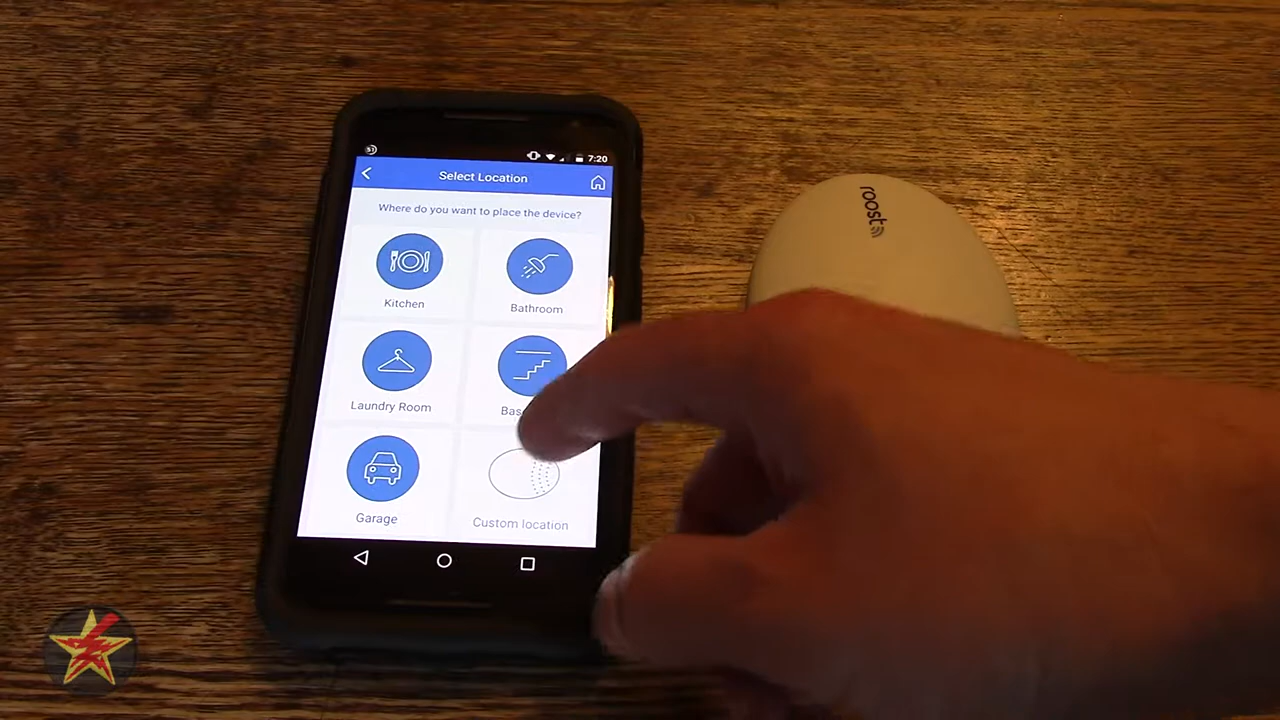 7:20
Select Location
Where do you want to place the device?
Kitchen
Bathroom
Laundry Room
Garage
Custom location
roost